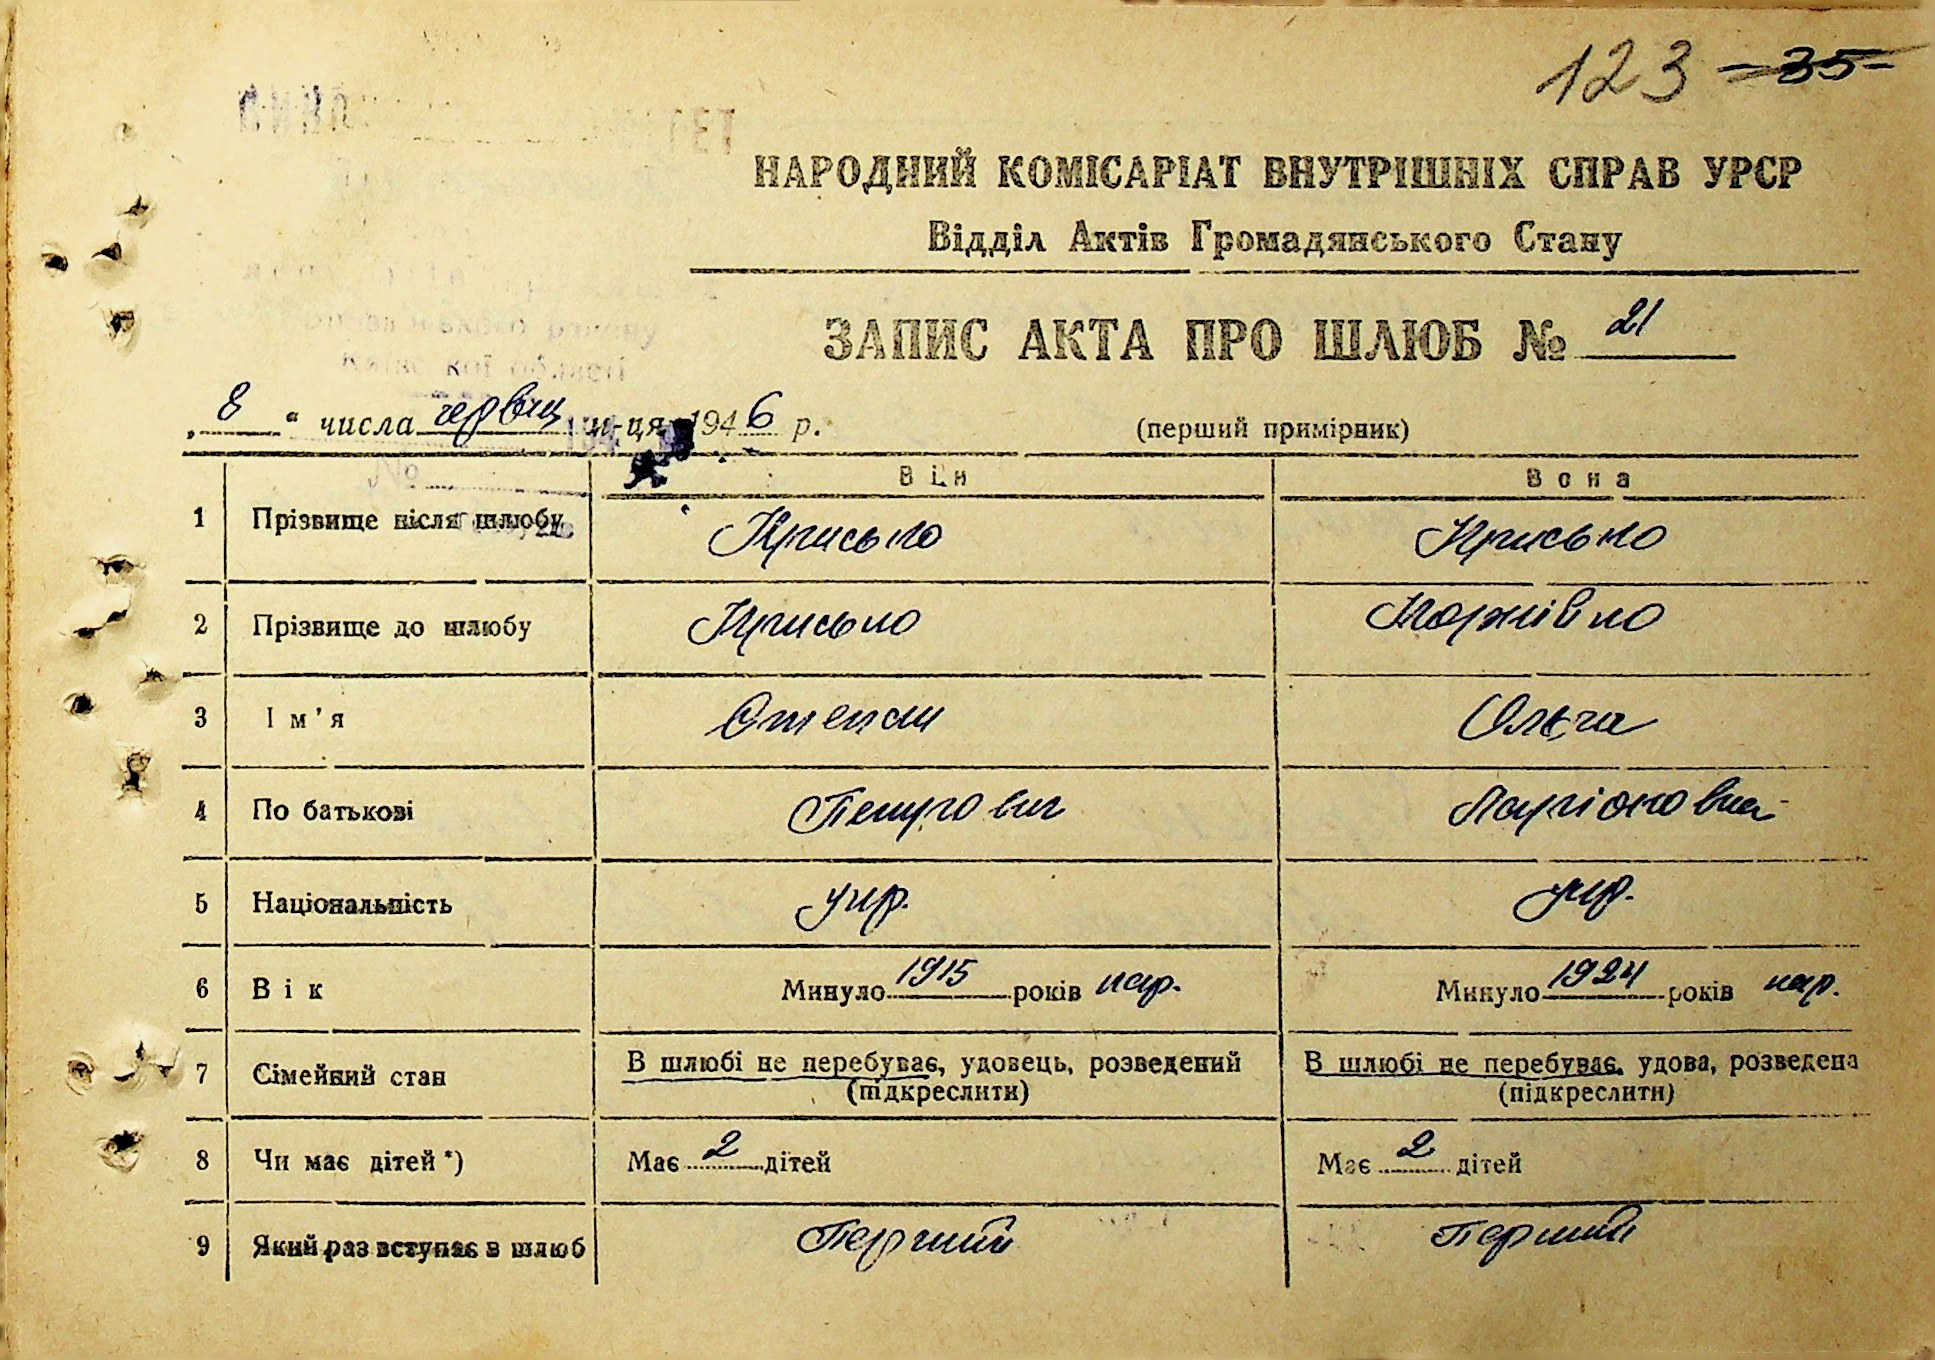 123 -35-
НАРОДНИЙ КОМІСАРІАТ ВНУТРІШНІХ СПРАВ УРСР
Відділ Актів Громадянського Стану
ЗАПИС АКТА ПРО ШЛЮБ № 21
„8“ числа червня м-ця 1946 р. (перший примірник)
Він Вона
1 Прізвище після шлюбу Крисько Крисько
2 Прізвище до шлюбу Крисько Коржівко
3 Ім'я Степан Ольга
4 По батькові Петрович Ларіоновна
5 Національність укр. укр.
6 Вік Минуло 1915 років нар. Минуло 1924 років нар.
7 Сімейний стан В шлюбі не перебуває, удовець, розведений В шлюбі не перебуває, удова, розведена
(підкреслити) (підкреслити)
8 Чи має дітей *) Має 2 дітей Має 2 дітей
9 Який раз вступає в шлюб Перший Перший